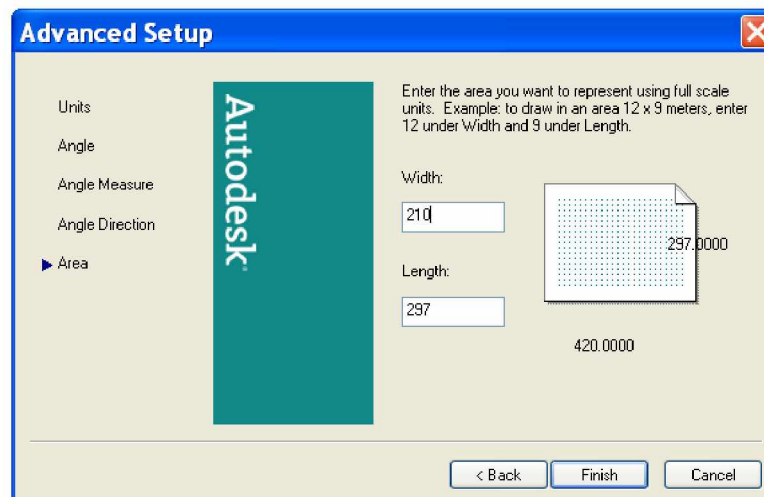 Advanced Setup
Units
Angle
Angle Measure
Angle Direction
Area
Autodesk
Enter the area you want to represent using full scale
units. Example: to draw in an area 12 x 9 meters, enter
12 under Width and 9 under Length.
Width:
210
Length:
297
297.0000
420.0000
< Back
Finish
Cancel